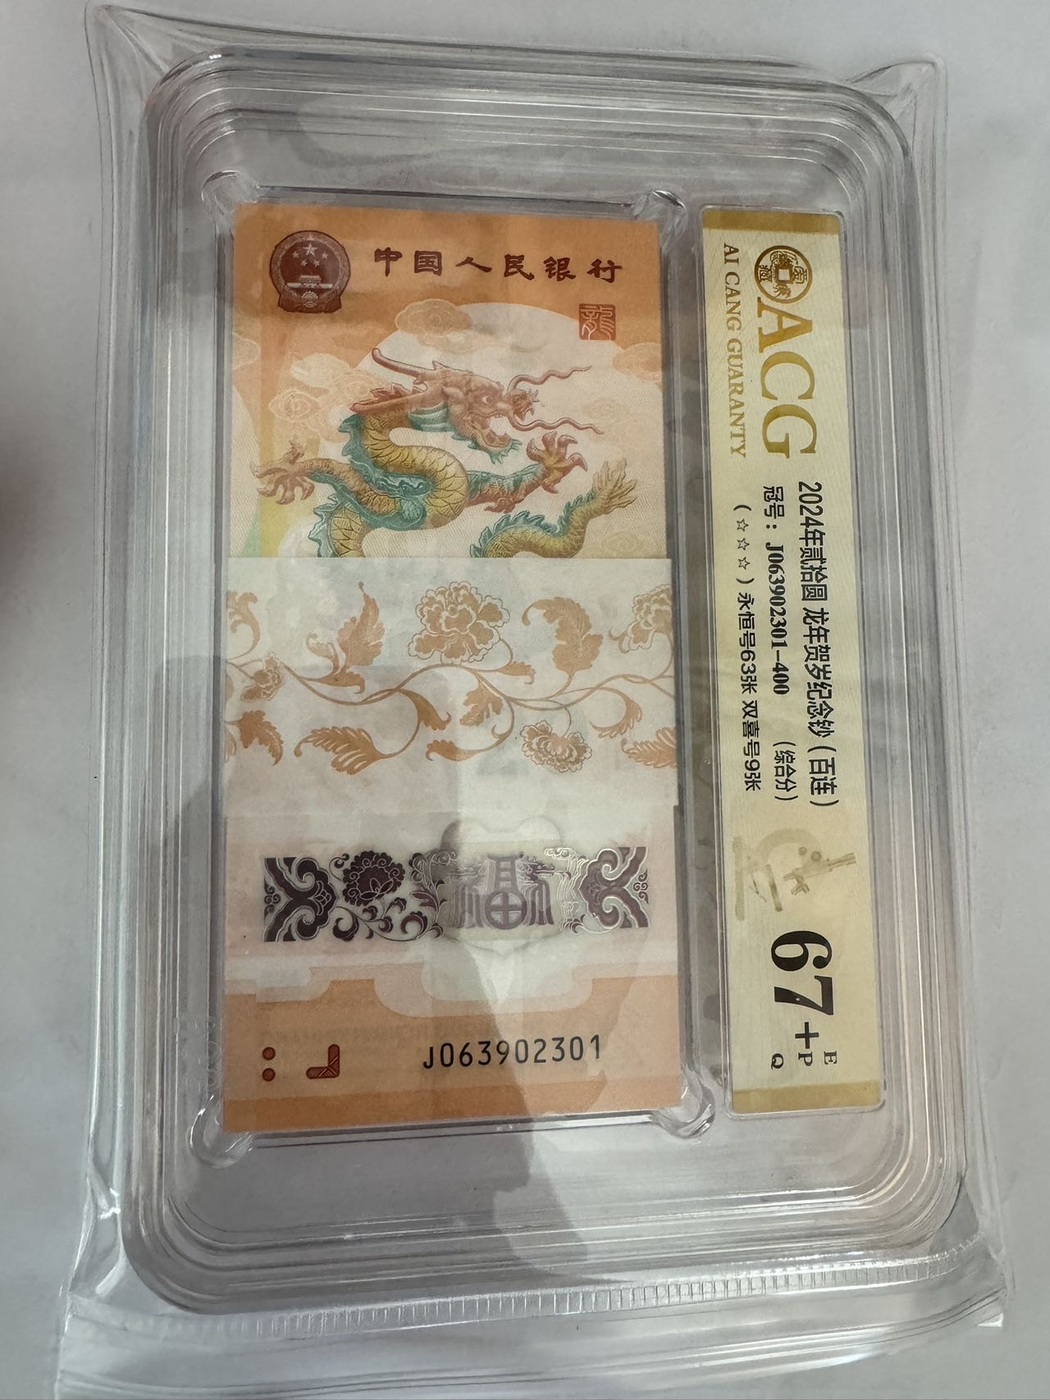 中国人民银行
龍
福
J063902301
ACG
AI CANG GUARANTY
2024年贰拾圆 龙年贺岁纪念钞（百连）
冠号：J063902301-400 （综合分）
（☆☆☆）永恒号63张 双喜号9张
67+
E
P
Q